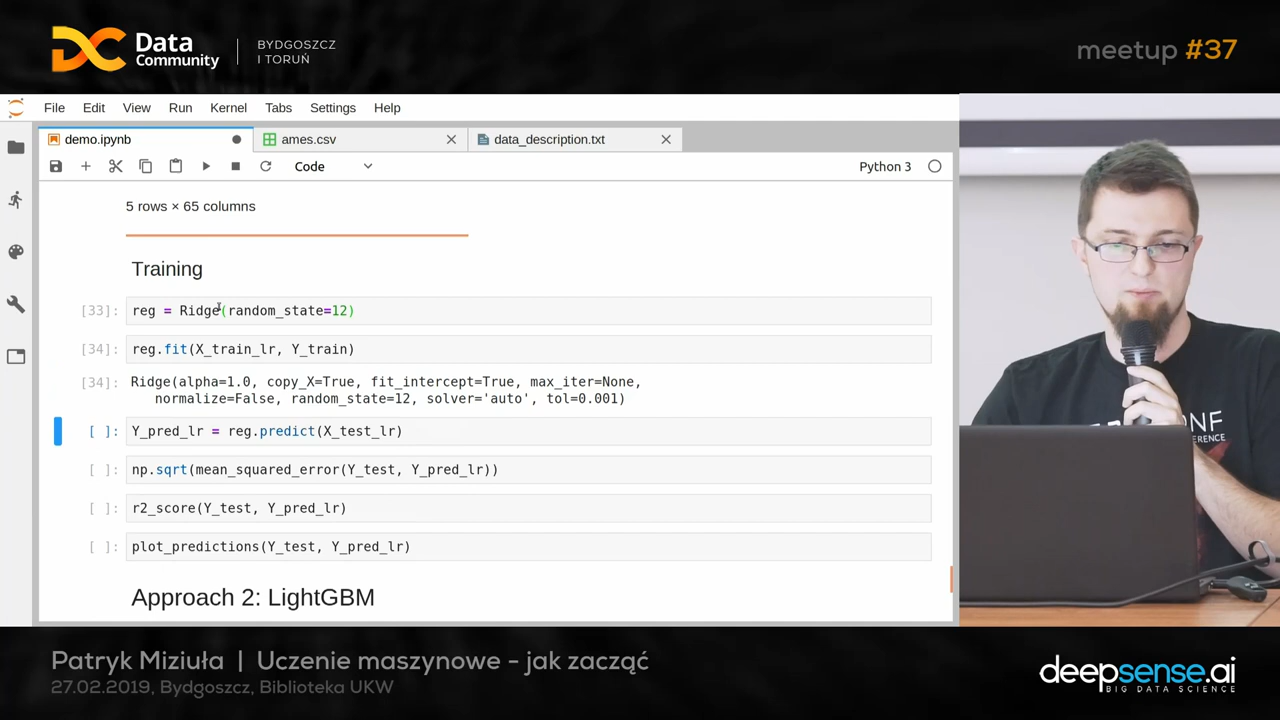 Data
Community
BYDGOSZCZ
I TORUŃ
meetup #37
File Edit View Run Kernel Tabs Settings Help
demo.ipynb ames.csv data_description.txt
Code Python 3
5 rows × 65 columns
Training
[33]: reg = Ridge(random_state=12)
[34]: reg.fit(X_train_lr, Y_train)
[34]: Ridge(alpha=1.0, copy_X=True, fit_intercept=True, max_iter=None,
normalize=False, random_state=12, solver='auto', tol=0.001)
[ ]: Y_pred_lr = reg.predict(X_test_lr)
[ ]: np.sqrt(mean_squared_error(Y_test, Y_pred_lr))
[ ]: r2_score(Y_test, Y_pred_lr)
[ ]: plot_predictions(Y_test, Y_pred_lr)
Approach 2: LightGBM
Patryk Miziuła | Uczenie maszynowe - jak zacząć
27.02.2019, Bydgoszcz, Biblioteka UKW
deepsense.ai
BIG DATA SCIENCE